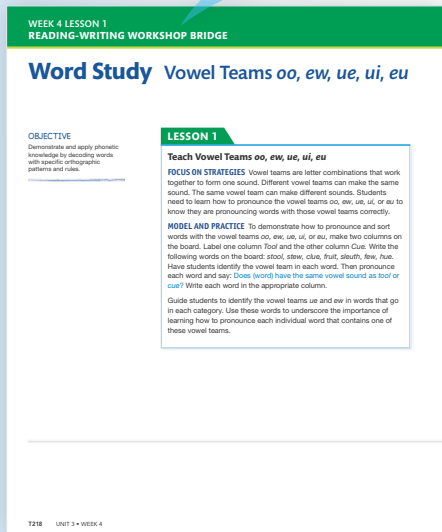 WEEK 4 LESSON 1
READING-WRITING WORKSHOP BRIDGE
Word Study Vowel Teams oo, ew, ue, ui, eu
OBJECTIVE
Demonstrate and apply phonetic
knowledge by decoding words
with specific orthographic
patterns and rules.
LESSON 1
Teach Vowel Teams oo, ew, ue, ui, eu
FOCUS ON STRATEGIES Vowel teams are letter combinations that work
together to form one sound. Different vowel teams can make the same
sound. The same vowel team can make different sounds. Students
need to learn how to pronounce the vowel teams oo, ew, ue, ui, or eu to
know they are pronouncing words with those vowel teams correctly.
MODEL AND PRACTICE To demonstrate how to pronounce and sort
words with the vowel teams oo, ew, ue, ui, or eu, make two columns on
the board. Label one column Tool and the other column Cue. Write the
following words on the board: stool, stew, clue, fruit, sleuth, few, hue.
Have students identify the vowel team in each word. Then pronounce
each word and say: Does (word) have the same vowel sound as tool or
cue? Write each word in the appropriate column.
Guide students to identify the vowel teams ue and ew in words that go
in each category. Use these words to underscore the importance of
learning how to pronounce each individual word that contains one of
these vowel teams.
T218 UNIT 3 • WEEK 4